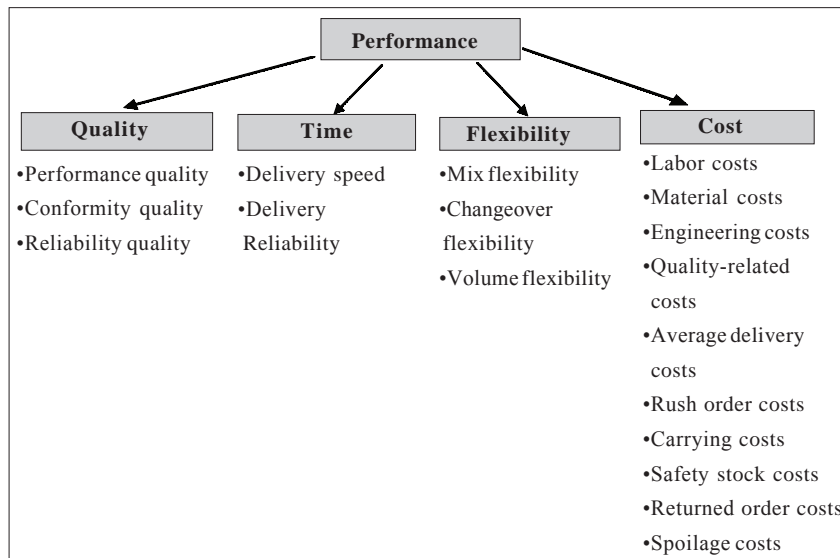 Performance
Quality
•Performance quality
•Conformity quality
•Reliability quality
Time
•Delivery speed
•Delivery
Reliability
Flexibility
•Mix flexibility
•Changeover
flexibility
•Volume flexibility
Cost
•Labor costs
•Material costs
•Engineering costs
•Quality-related
costs
•Average delivery
costs
•Rush order costs
•Carrying costs
•Safety stock costs
•Returned order costs
•Spoilage costs